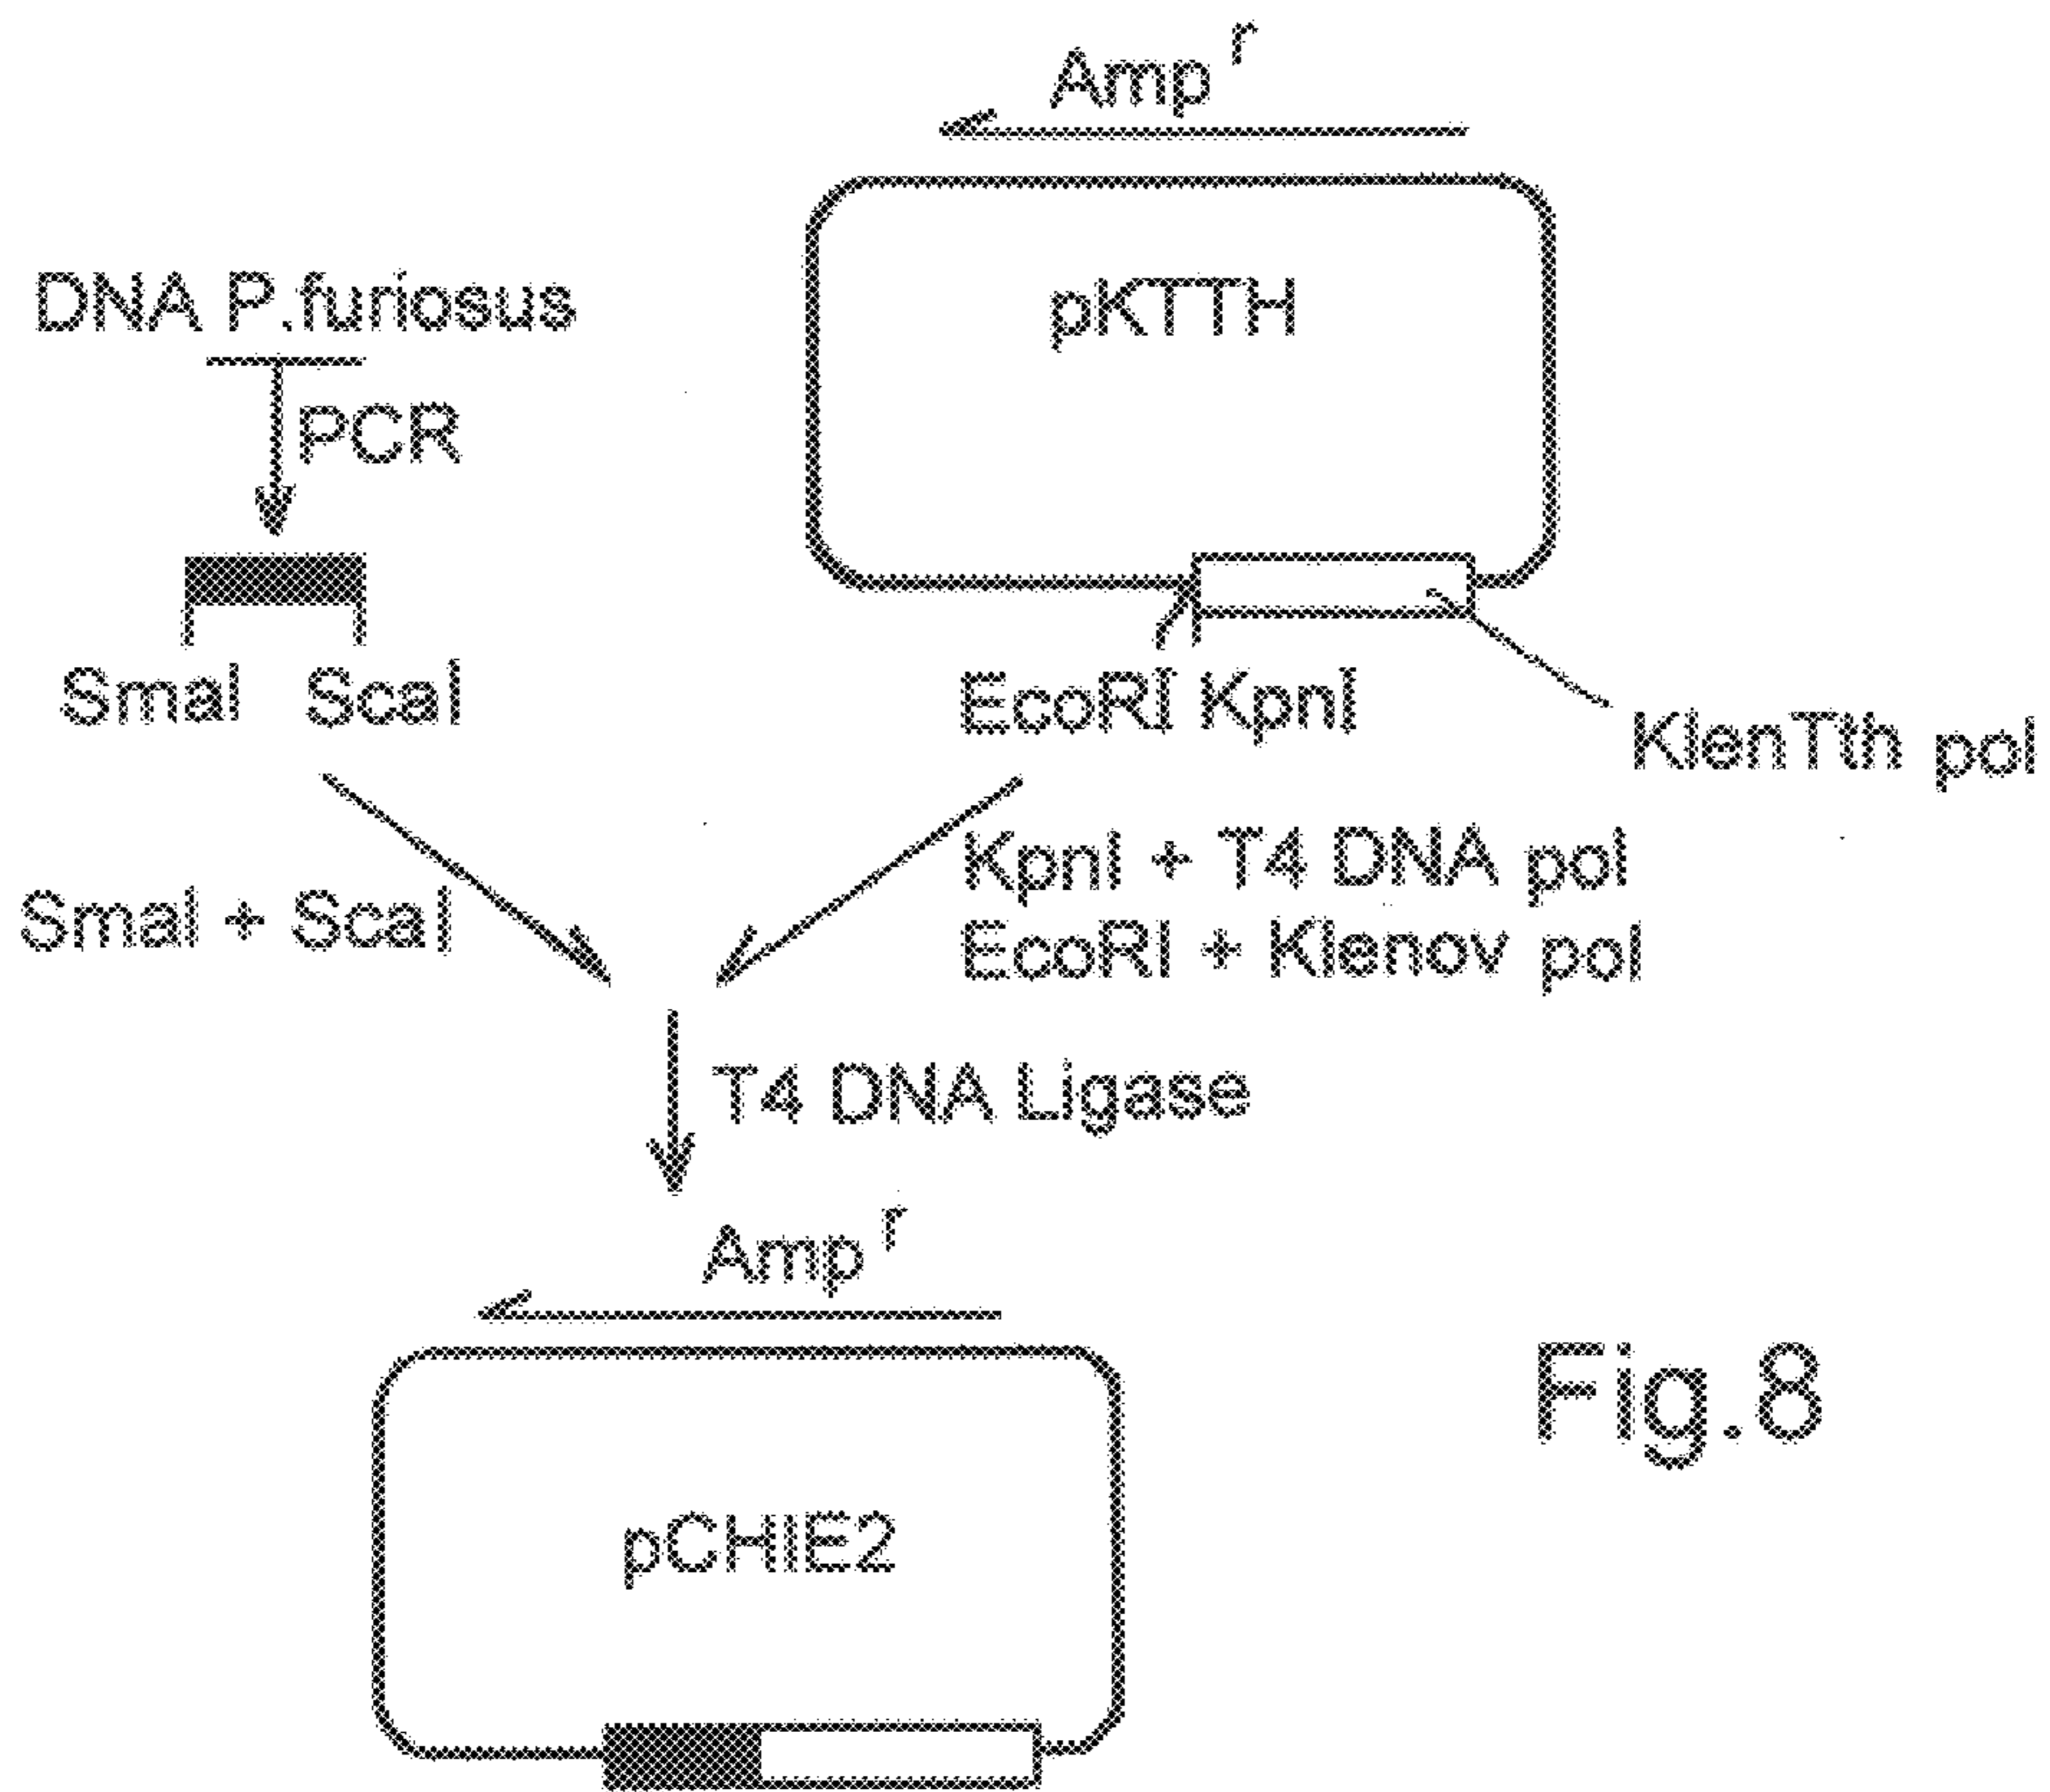 Amp r
pKTTH
DNA P.furiosus
PCR
SmaI ScaI
EcoRI KpnI
KlenTth pol
SmaI + ScaI
KpnI + T4 DNA pol
EcoRI + Klenov pol
T4 DNA Ligase
Amp r
pCHIE2
Fig.8